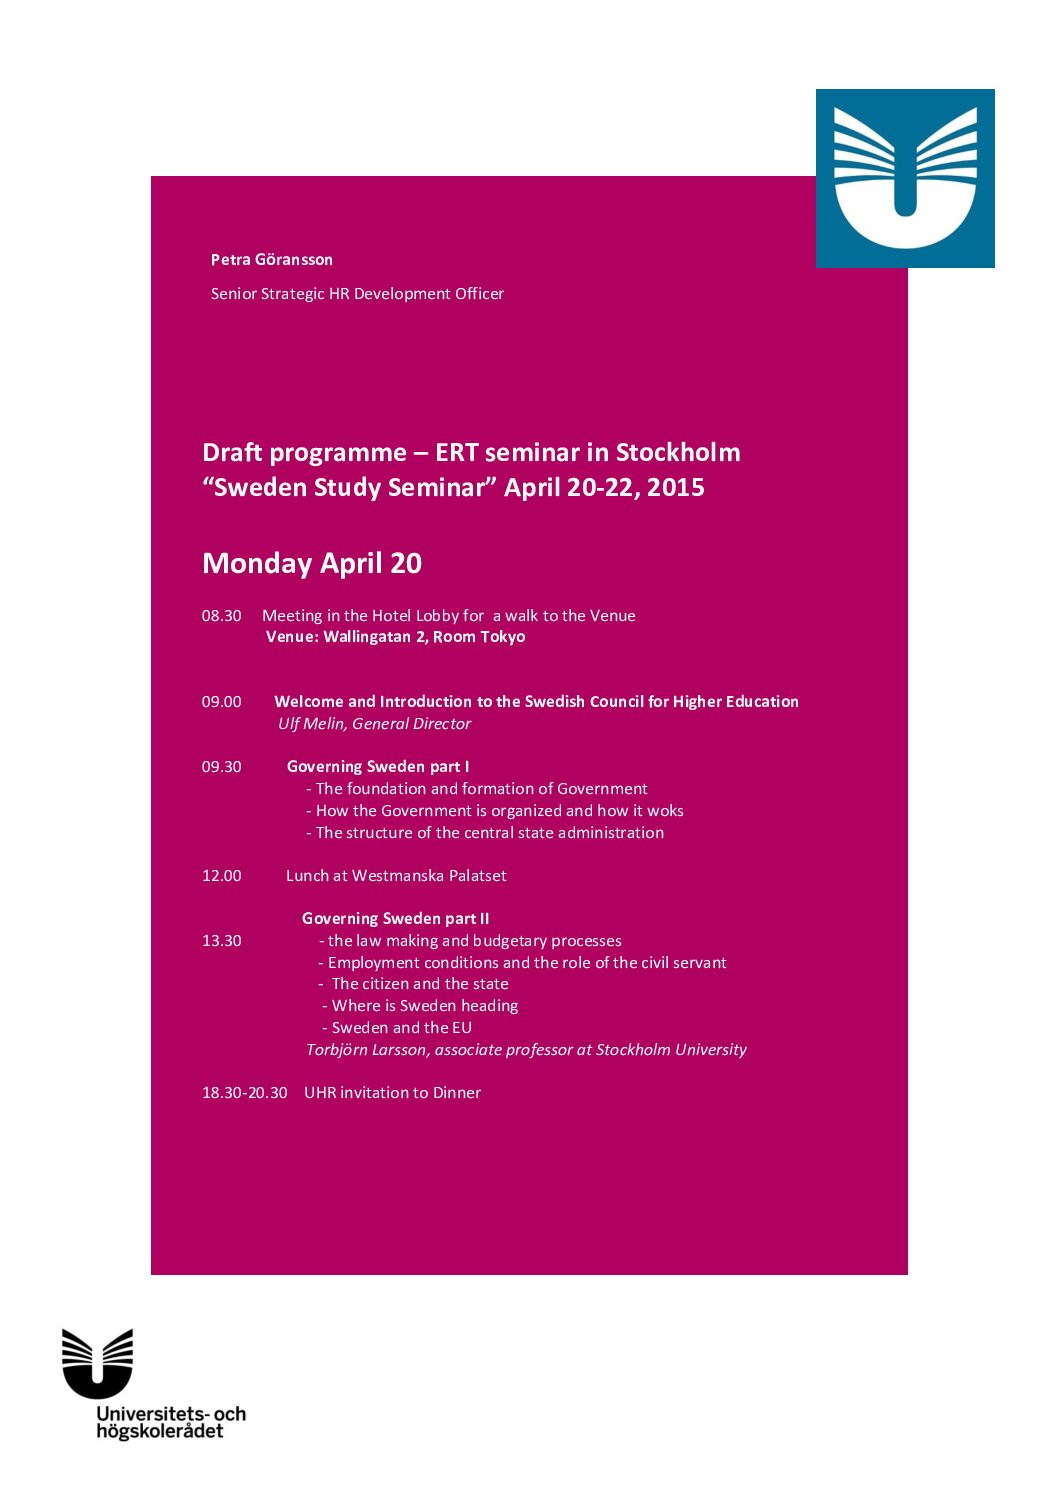 Petra Göransson
Senior Strategic HR Development Officer
Draft programme – ERT seminar in Stockholm
“Sweden Study Seminar” April 20-22, 2015
Monday April 20
08.30 Meeting in the Hotel Lobby for a walk to the Venue
Venue: Wallingatan 2, Room Tokyo
09.00 Welcome and Introduction to the Swedish Council for Higher Education
Ulf Melin, General Director
09.30 Governing Sweden part I
- The foundation and formation of Government
- How the Government is organized and how it woks
- The structure of the central state administration
12.00 Lunch at Westmanska Palatset
Governing Sweden part II
13.30 - the law making and budgetary processes
- Employment conditions and the role of the civil servant
- The citizen and the state
- Where is Sweden heading
- Sweden and the EU
Torbjörn Larsson, associate professor at Stockholm University
18.30-20.30 UHR invitation to Dinner
Universitets- och
högskolerådet